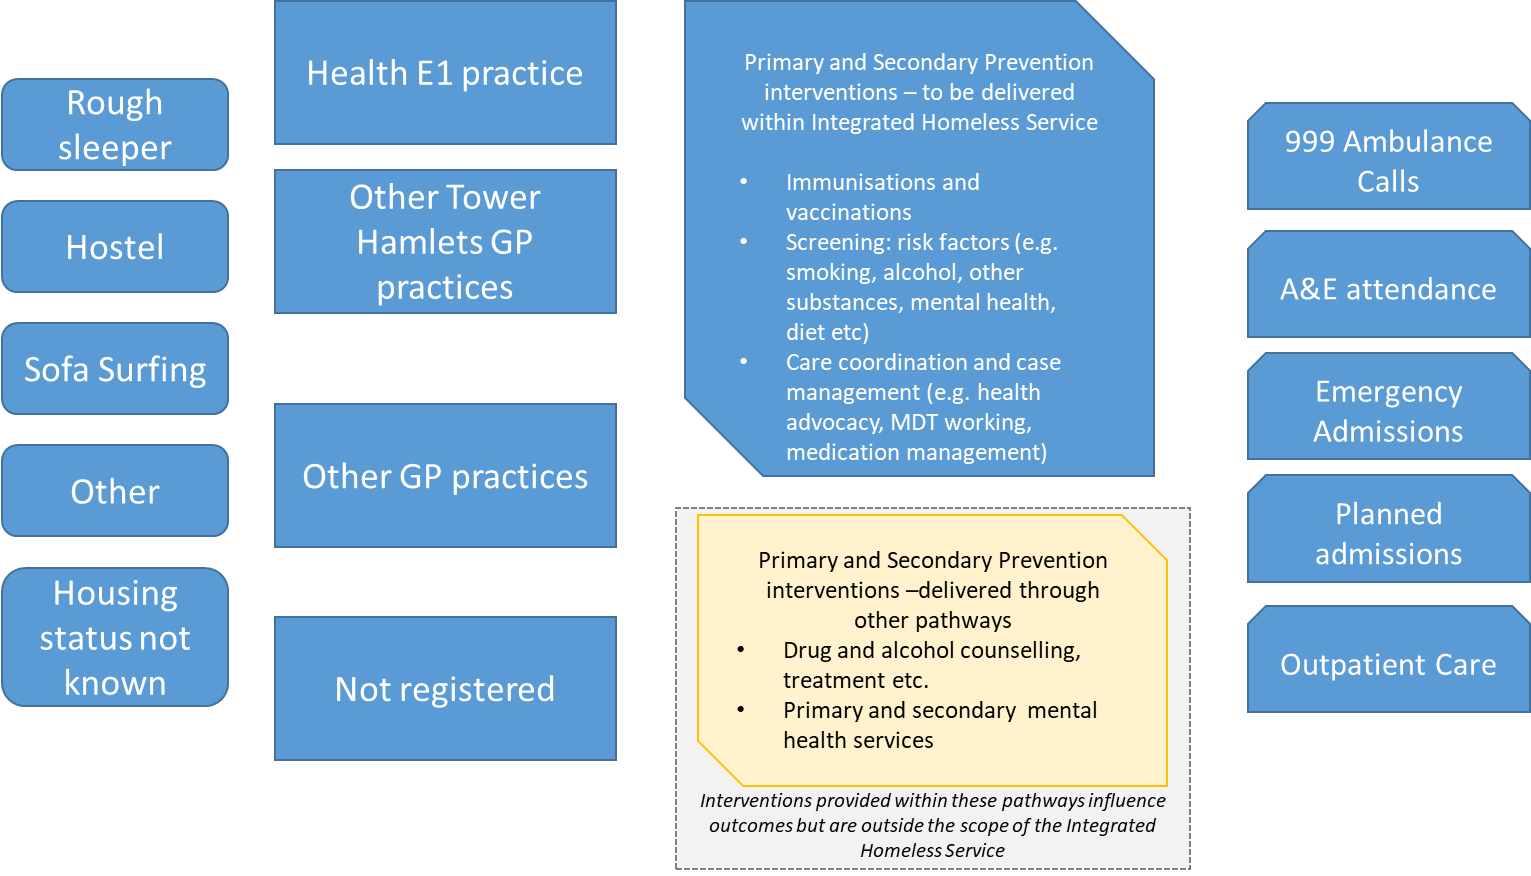 Rough
sleeper
Hostel
Sofa Surfing
Other
Housing
status not
known
Health E1 practice
Other Tower
Hamlets GP
practices
Other GP practices
Not registered
Primary and Secondary Prevention
interventions – to be delivered
within Integrated Homeless Service
• Immunisations and
vaccinations
• Screening: risk factors (e.g.
smoking, alcohol, other
substances, mental health,
diet etc)
• Care coordination and case
management (e.g. health
advocacy, MDT working,
medication management)
Primary and Secondary Prevention
interventions –delivered through
other pathways
• Drug and alcohol counselling,
treatment etc.
• Primary and secondary mental
health services
Interventions provided within these pathways influence
outcomes but are outside the scope of the Integrated
Homeless Service
999 Ambulance
Calls
A&E attendance
Emergency
Admissions
Planned
admissions
Outpatient Care